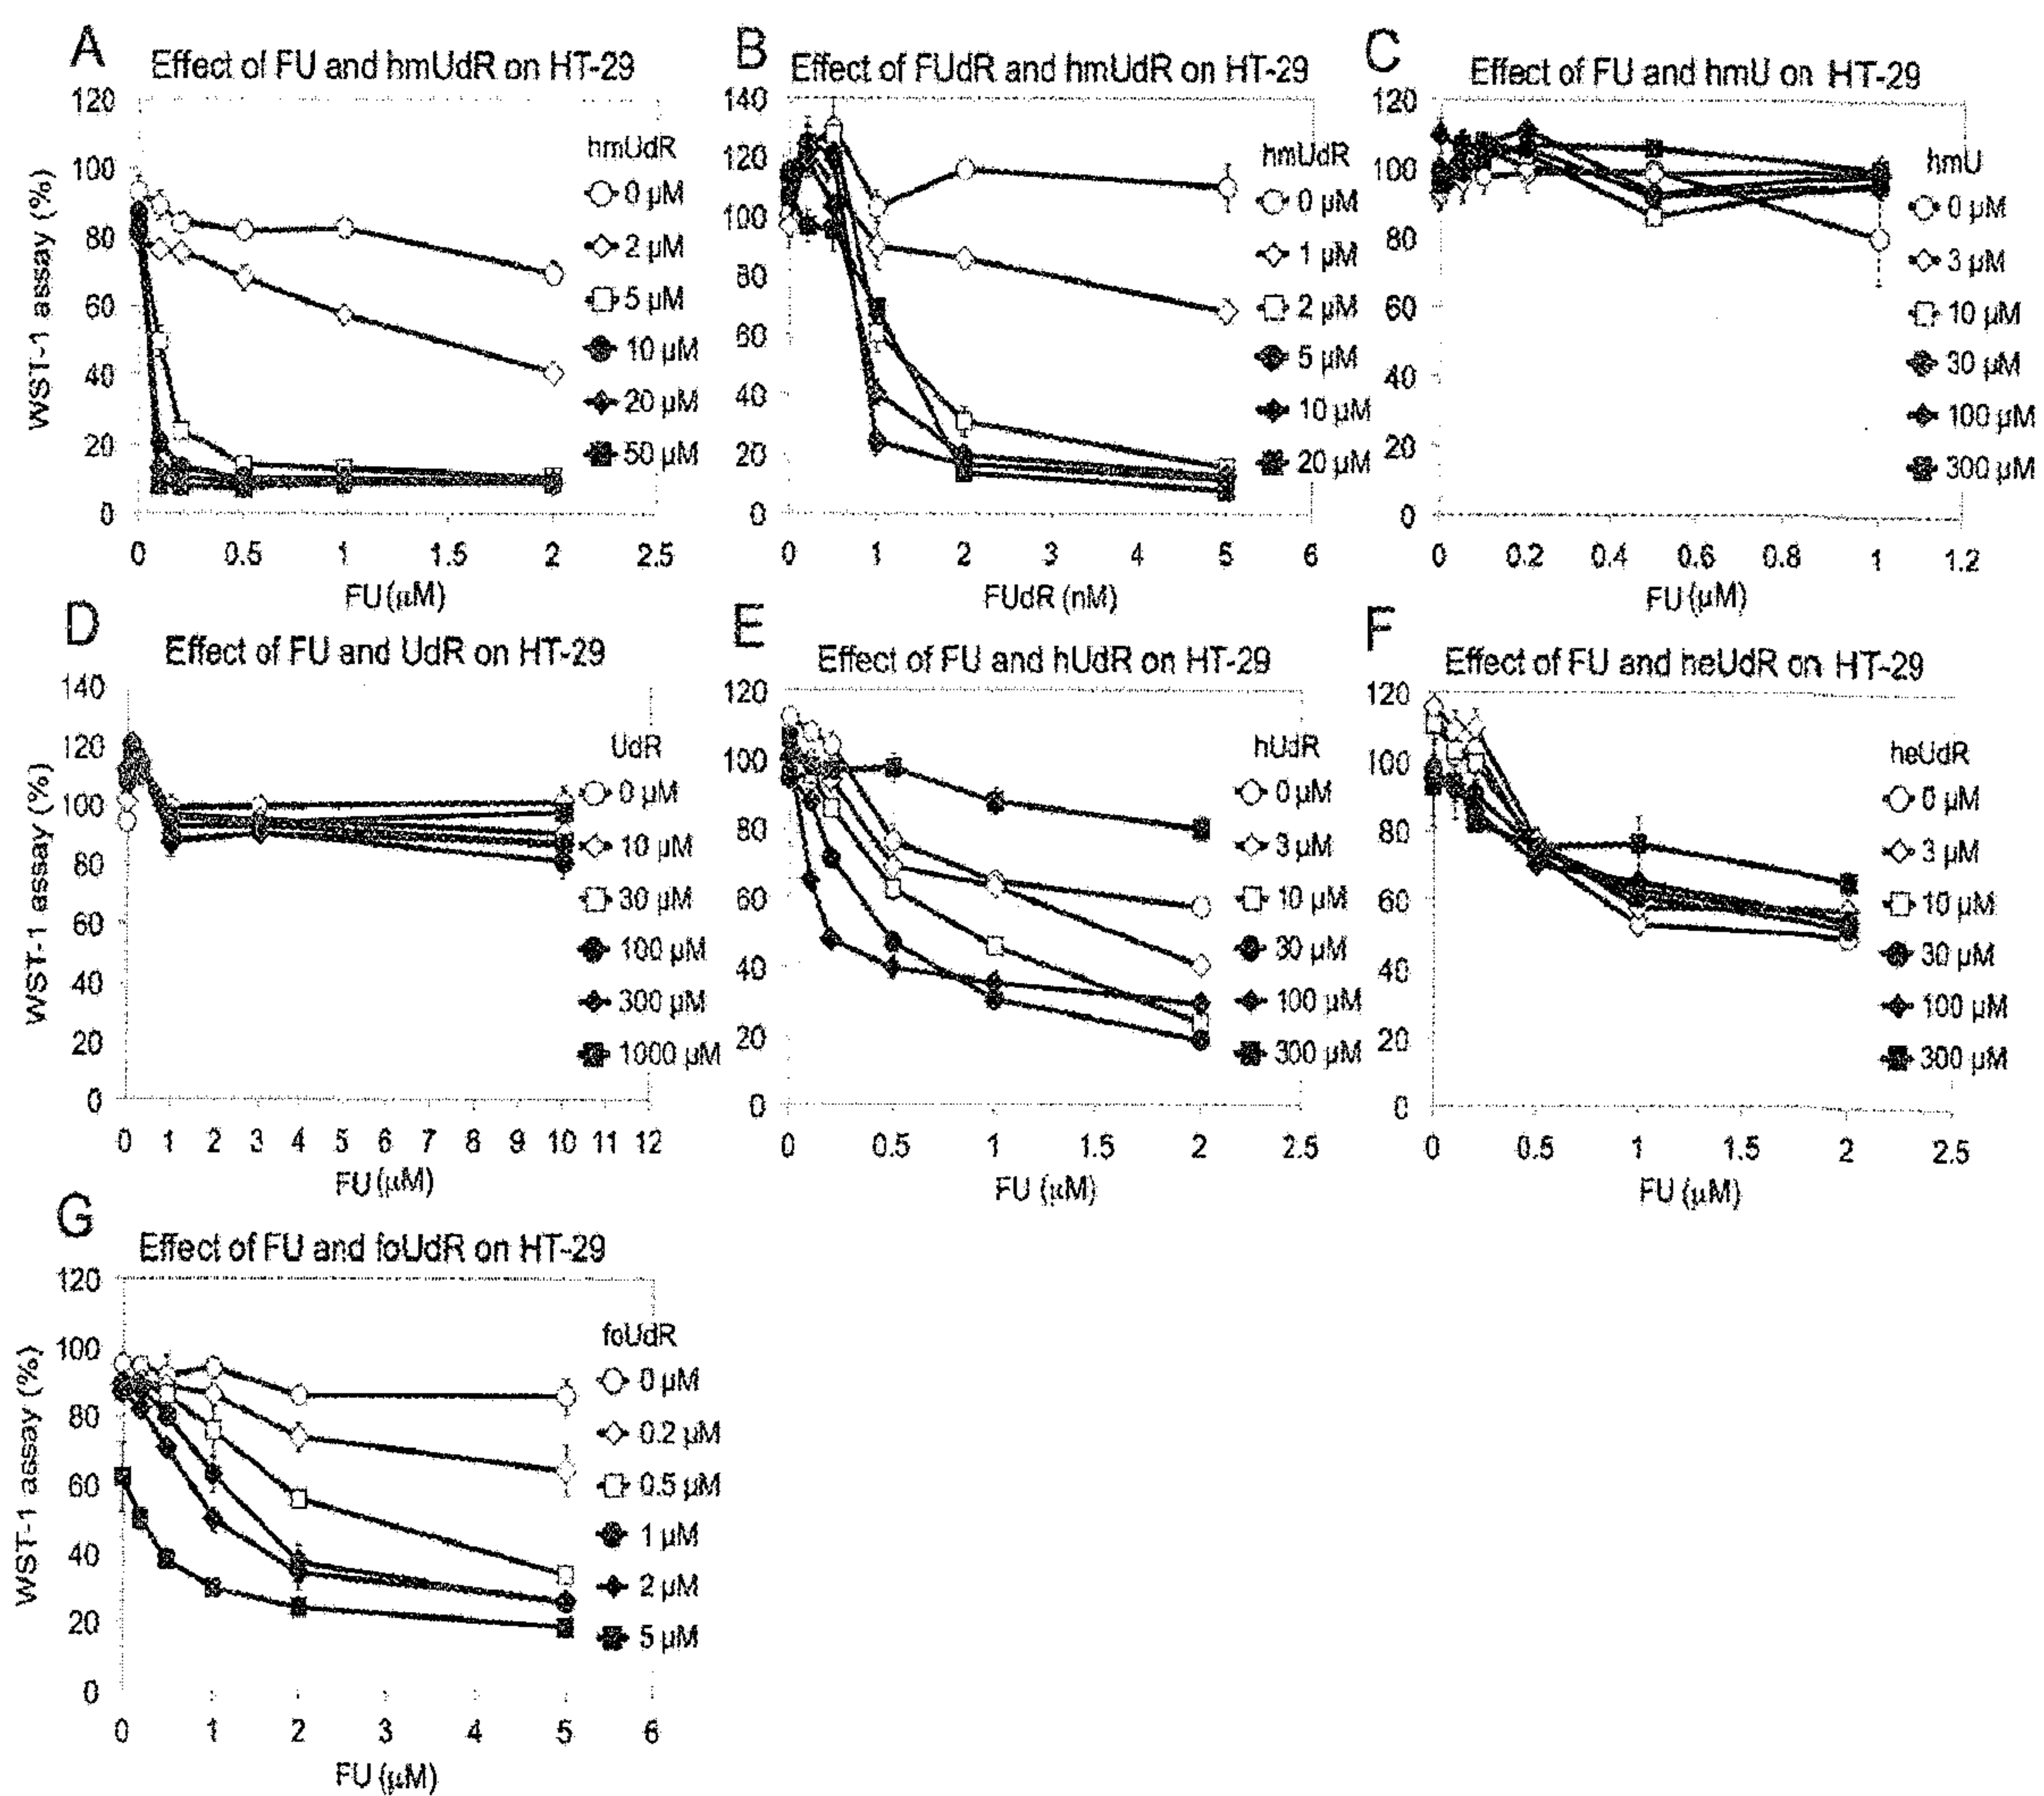 A
Effect of FU and hmUdR on HT-29
WST-1 assay (%)
120
100
80
60
40
20
0
0 0.5 1 1.5 2 2.5
FU (µM)
hmUdR
0 µM
2 µM
5 µM
10 µM
20 µM
50 µM
B
Effect of FUdR and hmUdR on HT-29
140
120
100
80
60
40
20
0
0 1 2 3 4 5 6
FUdR (nM)
hmUdR
0 µM
1 µM
2 µM
5 µM
10 µM
20 µM
C
Effect of FU and hmU on HT-29
120
100
80
60
40
20
0
0 0.2 0.4 0.6 0.8 1 1.2
FU (µM)
hmU
0 µM
3 µM
10 µM
30 µM
100 µM
300 µM
D
Effect of FU and UdR on HT-29
WST-1 assay (%)
140
120
100
80
60
40
20
0
0 1 2 3 4 5 6 7 8 9 10 11 12
FU (µM)
UdR
0 µM
10 µM
30 µM
100 µM
300 µM
1000 µM
E
Effect of FU and hUdR on HT-29
120
100
80
60
40
20
0
0 0.5 1 1.5 2 2.5
FU (µM)
hUdR
0 µM
3 µM
10 µM
30 µM
100 µM
300 µM
F
Effect of FU and heUdR on HT-29
120
100
80
60
40
20
0
0 0.5 1 1.5 2 2.5
FU (µM)
heUdR
0 µM
3 µM
10 µM
30 µM
100 µM
300 µM
G
Effect of FU and foUdR on HT-29
WST-1 assay (%)
120
100
80
60
40
20
0
0 1 2 3 4 5 6
FU (µM)
foUdR
0 µM
0.2 µM
0.5 µM
1 µM
2 µM
5 µM